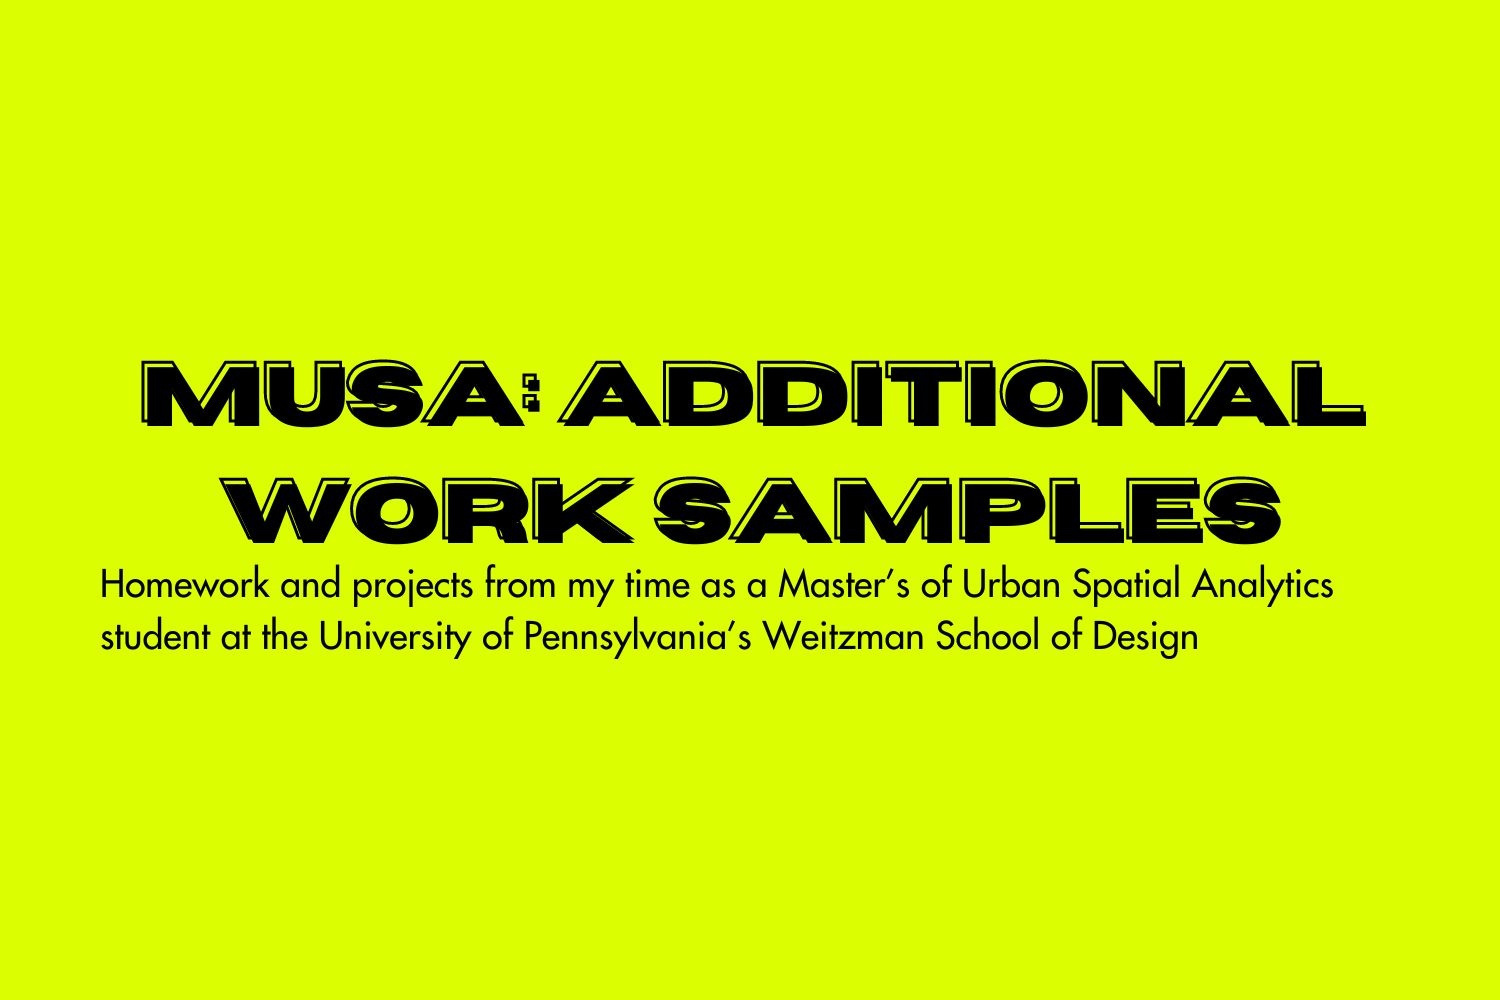 MUSA: ADDITIONAL
WORK SAMPLES
Homework and projects from my time as a Master’s of Urban Spatial Analytics
student at the University of Pennsylvania’s Weitzman School of Design